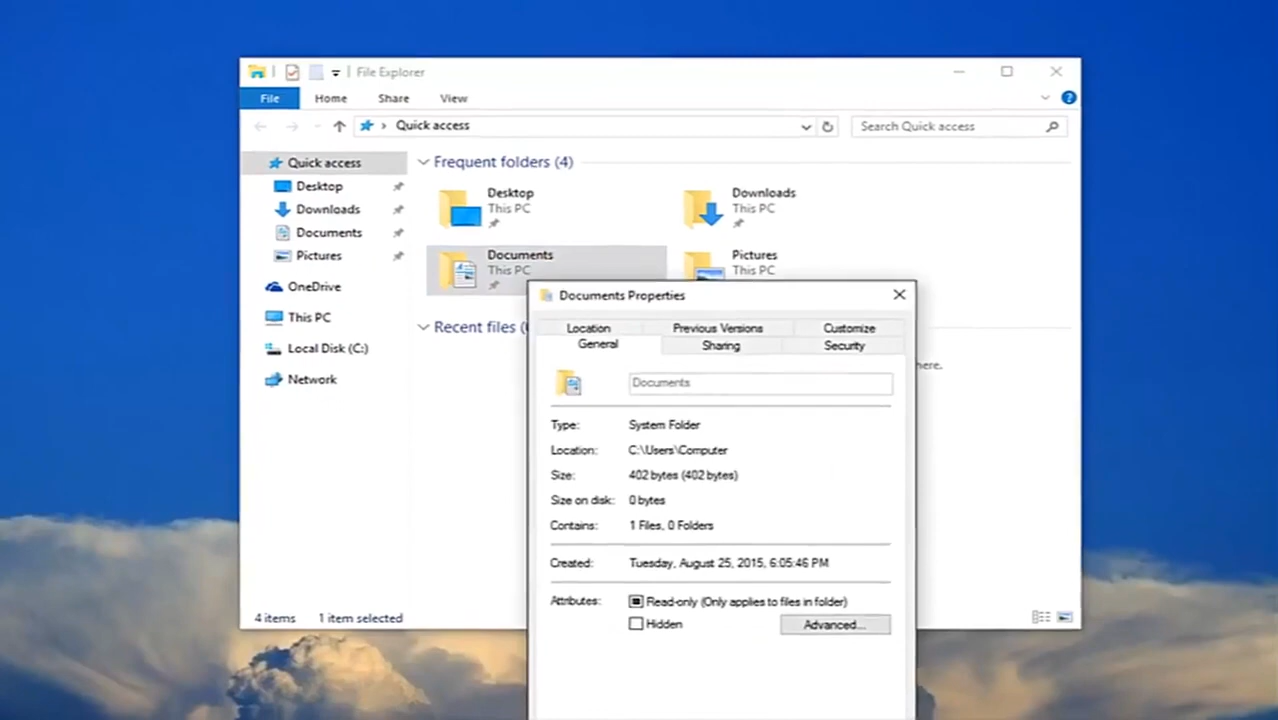 File Explorer
File Home Share View
Quick access
Search Quick access
Quick access
Desktop
Downloads
Documents
Pictures
OneDrive
This PC
Local Disk (C:)
Network
Frequent folders (4)
Desktop
This PC
Downloads
This PC
Documents
This PC
Pictures
This PC
Recent files (
here.
4 items 1 item selected
Documents Properties
Location Previous Versions Customize
General Sharing Security
Documents
Type: System Folder
Location: C:\Users\Computer
Size: 402 bytes (402 bytes)
Size on disk: 0 bytes
Contains: 1 Files, 0 Folders
Created: Tuesday, August 25, 2015, 6:05:46 PM
Attributes: Read-only (Only applies to files in folder)
Hidden Advanced...